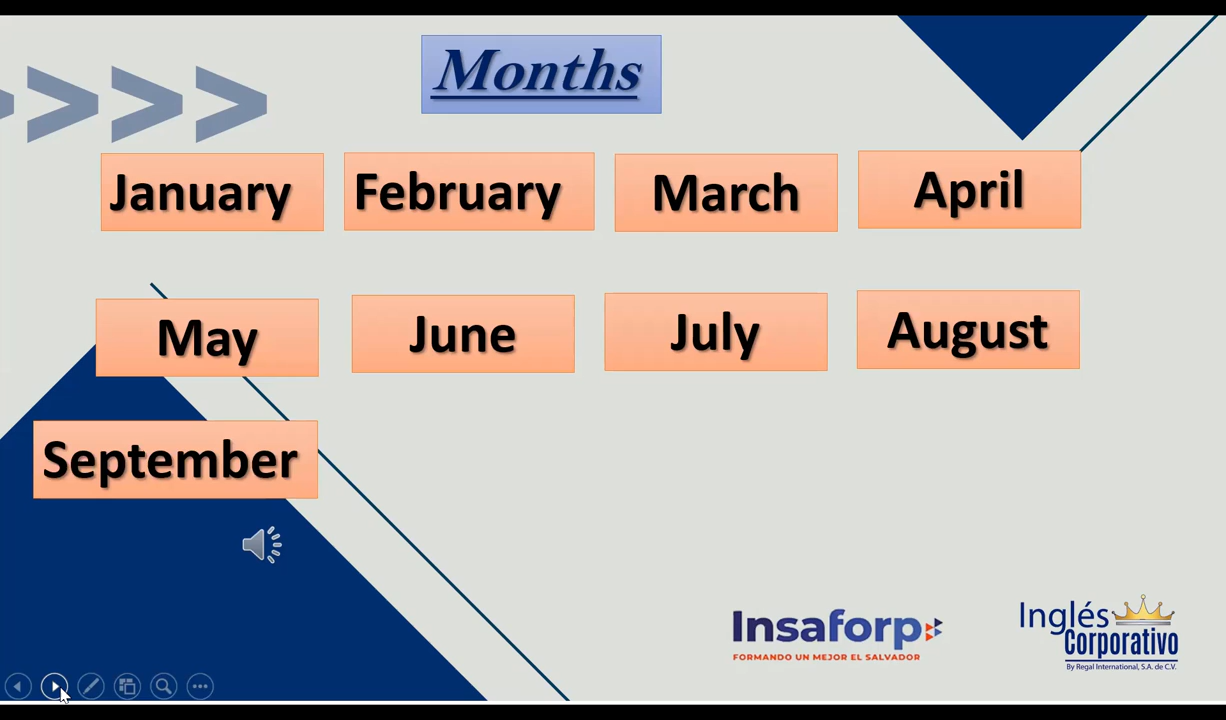 Months
January February March April
May June July August
September
Insaforp
FORMANDO UN MEJOR EL SALVADOR
Inglés
Corporativo
By Regal International, S.A. de C.V.